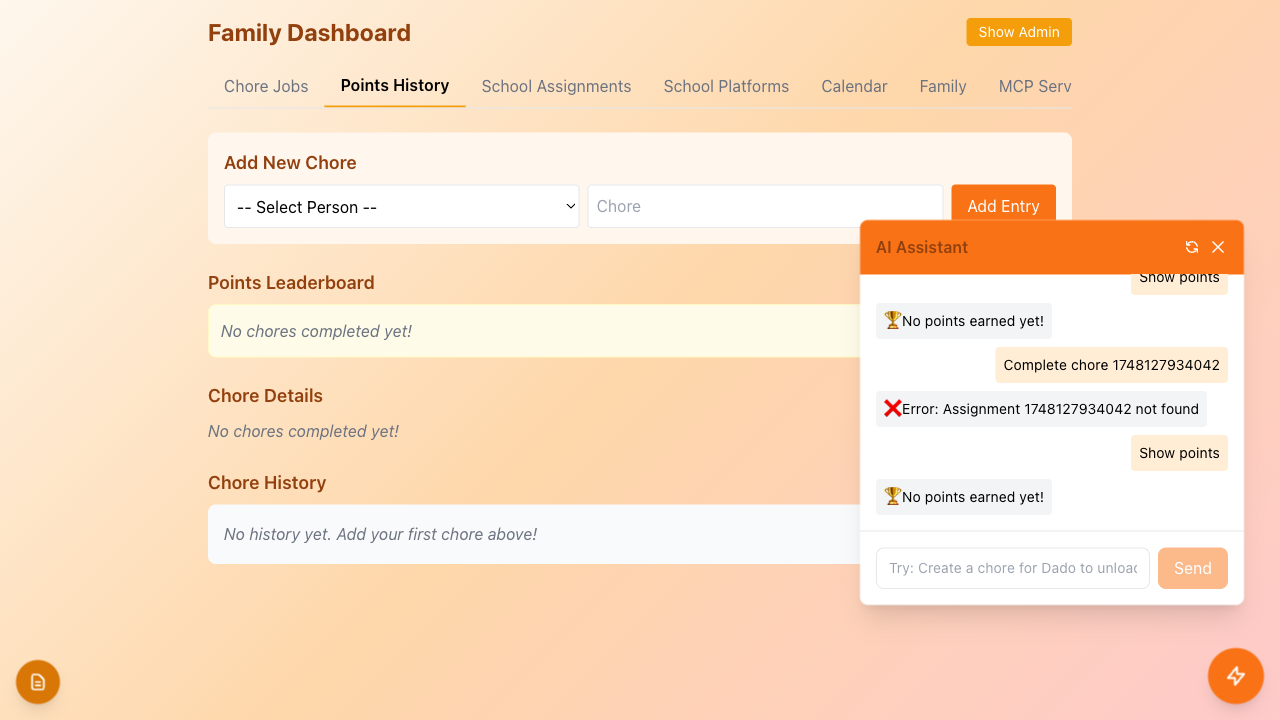 Family Dashboard
Show Admin
Chore Jobs
Points History
School Assignments
School Platforms
Calendar
Family
MCP Serv
Add New Chore
-- Select Person --
Chore
Add Entry
Points Leaderboard
No chores completed yet!
Chore Details
No chores completed yet!
Chore History
No history yet. Add your first chore above!
AI Assistant
Show points
🏆No points earned yet!
Complete chore 1748127934042
❌Error: Assignment 1748127934042 not found
Show points
🏆No points earned yet!
Try: Create a chore for Dado to unload
Send